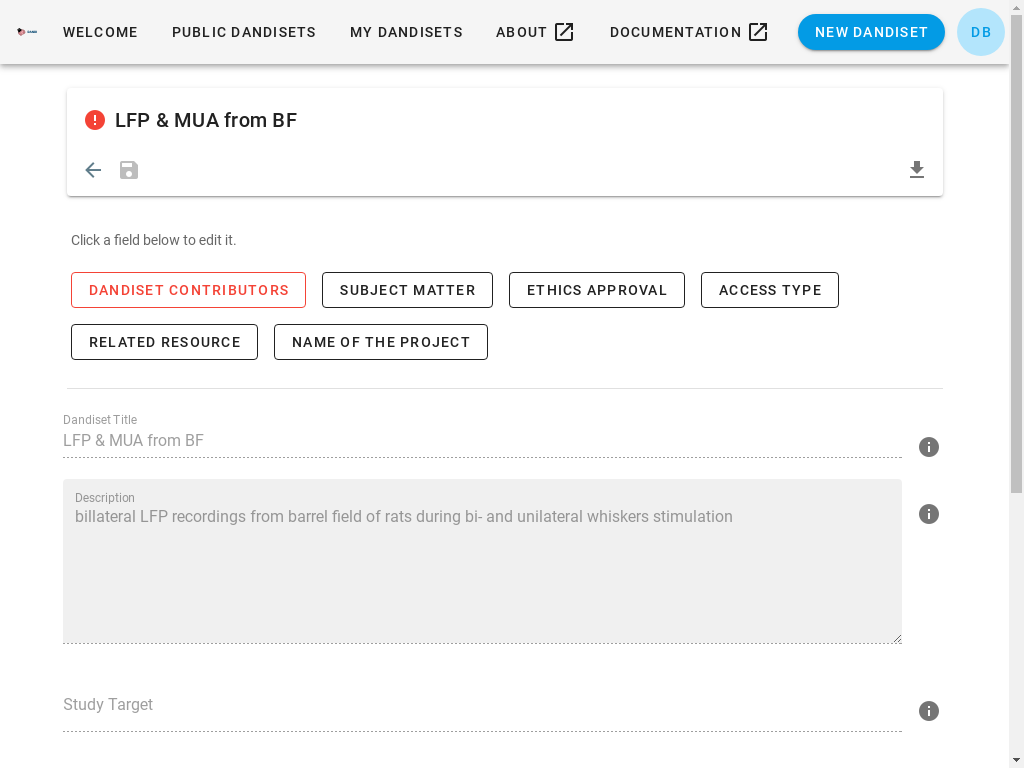 WELCOME PUBLIC DANDISETS MY DANDISETS ABOUT DOCUMENTATION NEW DANDISET DB
LFP & MUA from BF
Click a field below to edit it.
DANDISET CONTRIBUTORS SUBJECT MATTER ETHICS APPROVAL ACCESS TYPE
RELATED RESOURCE NAME OF THE PROJECT
Dandiset Title
LFP & MUA from BF
Description
billateral LFP recordings from barrel field of rats during bi- and unilateral whiskers stimulation
Study Target